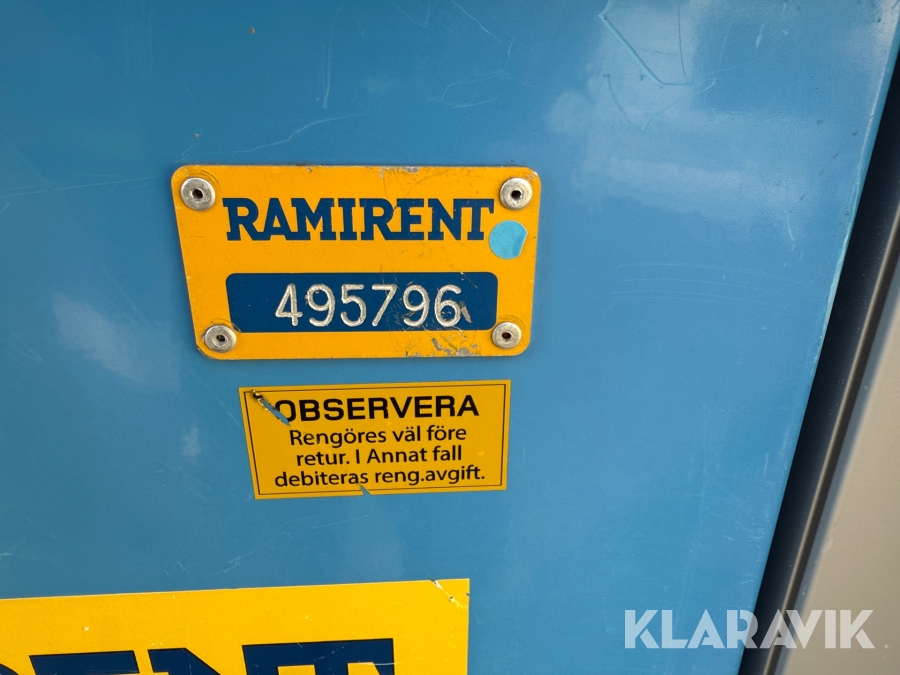 RAMIRENT
495796
OBSERVERA
Rengöres väl före
retur. I Annat fall
debiteras reng.avgift.
KLARAVIK